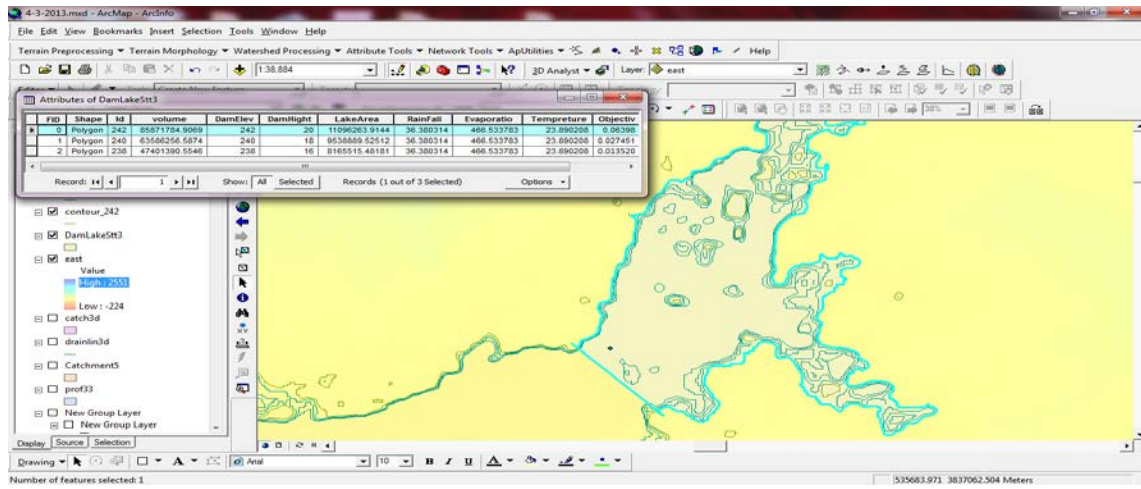 4-3-2013.mxd - ArcMap - ArcInfo
File Edit View Bookmarks Insert Selection Tools Window Help
Terrain Preprocessing Terrain Morphology Watershed Processing Attribute Tools Network Tools ApUtilities Help
1:38,884 3D Analyst Layer: east
Attributes of DamLakeStt3
FID Shape Id volume DamElev DamHight LakeArea RainFall Evaporatio Tempreture Objectiv
0 Polygon 242 85871784.9069 242 20 11096263.9144 36.380314 466.533783 23.890208 0.06398
1 Polygon 240 63586256.5874 240 18 9538889.52512 36.380314 466.533783 23.890208 0.027451
2 Polygon 238 47401390.5546 238 16 8165515.48181 36.380314 466.533783 23.890208 0.013520
Record: 1 Show: All Selected Records (1 out of 3 Selected) Options
contour_242
DamLakeStt3
east
Value
High : 2551
Low : -224
catch3d
drainlin3d
Catchment5
prof33
New Group Layer
New Group Layer
Display Source Selection
Drawing Arial 10 B I U A
Number of features selected: 1 535683.971 3837062.504 Meters